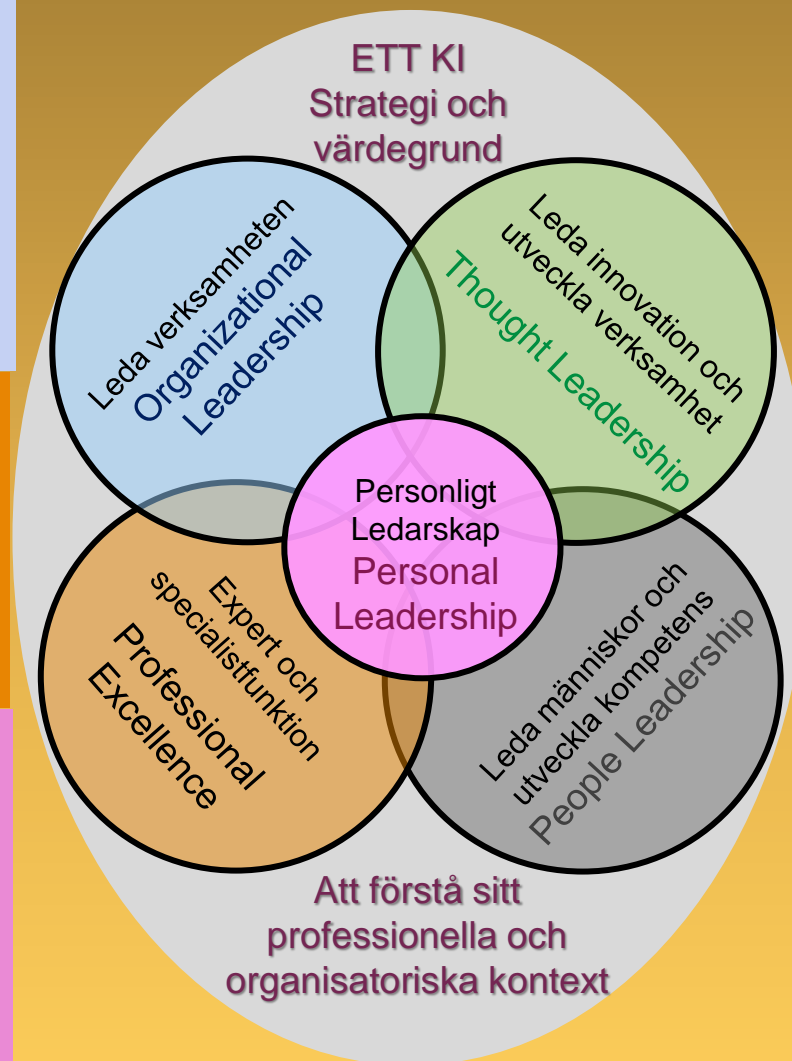 ETT KI
Strategi och
värdegrund
Leda verksamheten
Organizational
Leadership
Leda innovation och
utveckla verksamhet
Thought Leadership
Personligt
Ledarskap
Personal
Leadership
Expert och
specialistfunktion
Professional
Excellence
Leda människor och
utveckla kompetens
People Leadership
Att förstå sitt
professionella och
organisatoriska kontext